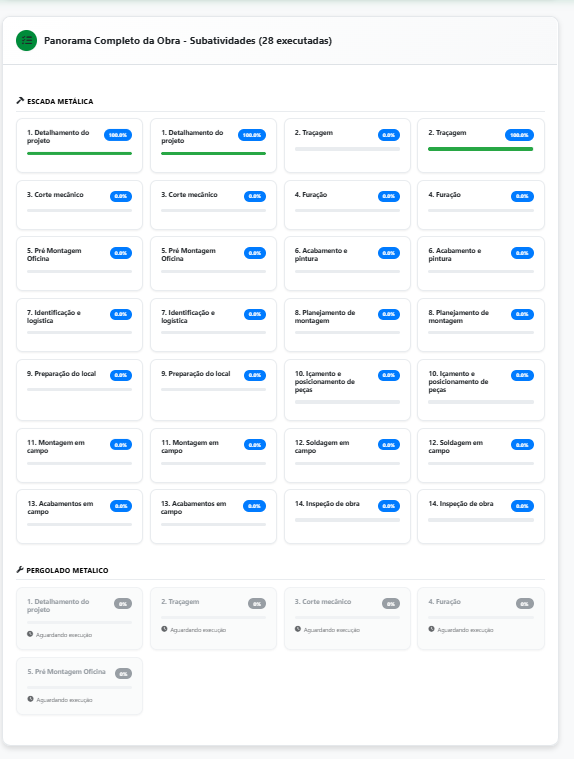 Panorama Completo da Obra - Subatividades (28 executadas)
ESCADA METÁLICA
1. Detalhamento do
projeto
100.0%
1. Detalhamento do
projeto
100.0%
2. Traçagem
0.0%
2. Traçagem
100.0%
3. Corte mecânico
0.0%
3. Corte mecânico
0.0%
4. Furação
0.0%
4. Furação
0.0%
5. Pré Montagem
Oficina
0.0%
5. Pré Montagem
Oficina
0.0%
6. Acabamento e
pintura
0.0%
6. Acabamento e
pintura
0.0%
7. Identificação e
logística
0.0%
7. Identificação e
logística
0.0%
8. Planejamento de
montagem
0.0%
8. Planejamento de
montagem
0.0%
9. Preparação do local
0.0%
9. Preparação do local
0.0%
10. Içamento e
posicionamento de
peças
0.0%
10. Içamento e
posicionamento de
peças
0.0%
11. Montagem em
campo
0.0%
11. Montagem em
campo
0.0%
12. Soldagem em
campo
0.0%
12. Soldagem em
campo
0.0%
13. Acabamentos em
campo
0.0%
13. Acabamentos em
campo
0.0%
14. Inspeção de obra
0.0%
14. Inspeção de obra
0.0%
PERGOLADO METALICO
1. Detalhamento do
projeto
0%
Aguardando execução
2. Traçagem
0%
Aguardando execução
3. Corte mecânico
0%
Aguardando execução
4. Furação
0%
Aguardando execução
5. Pré Montagem Oficina
0%
Aguardando execução